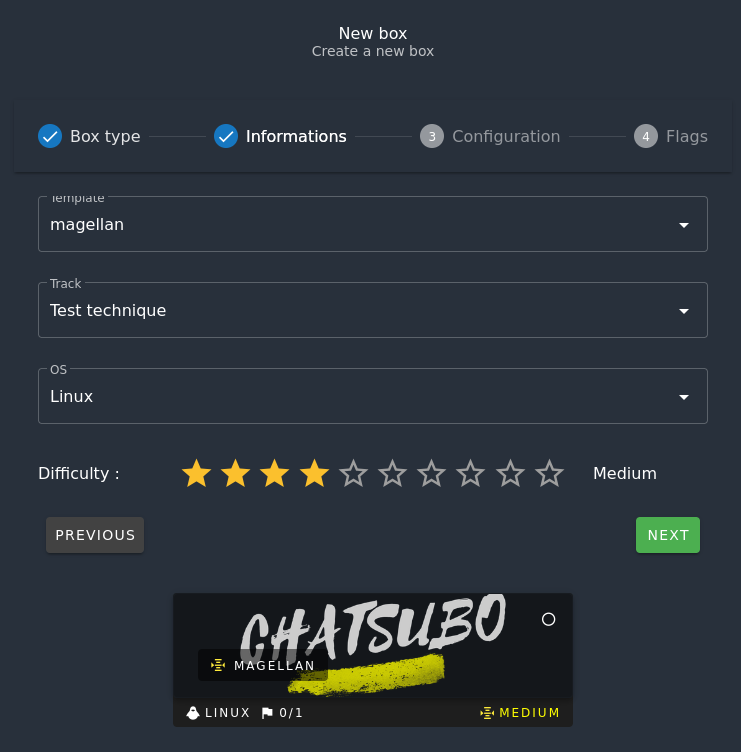 New box
Create a new box
Box type
Informations
3 Configuration
4 Flags
Template
magellan
Track
Test technique
OS
Linux
Difficulty :
Medium
PREVIOUS
NEXT
CHATSUBO
MAGELLAN
LINUX
0/1
MEDIUM